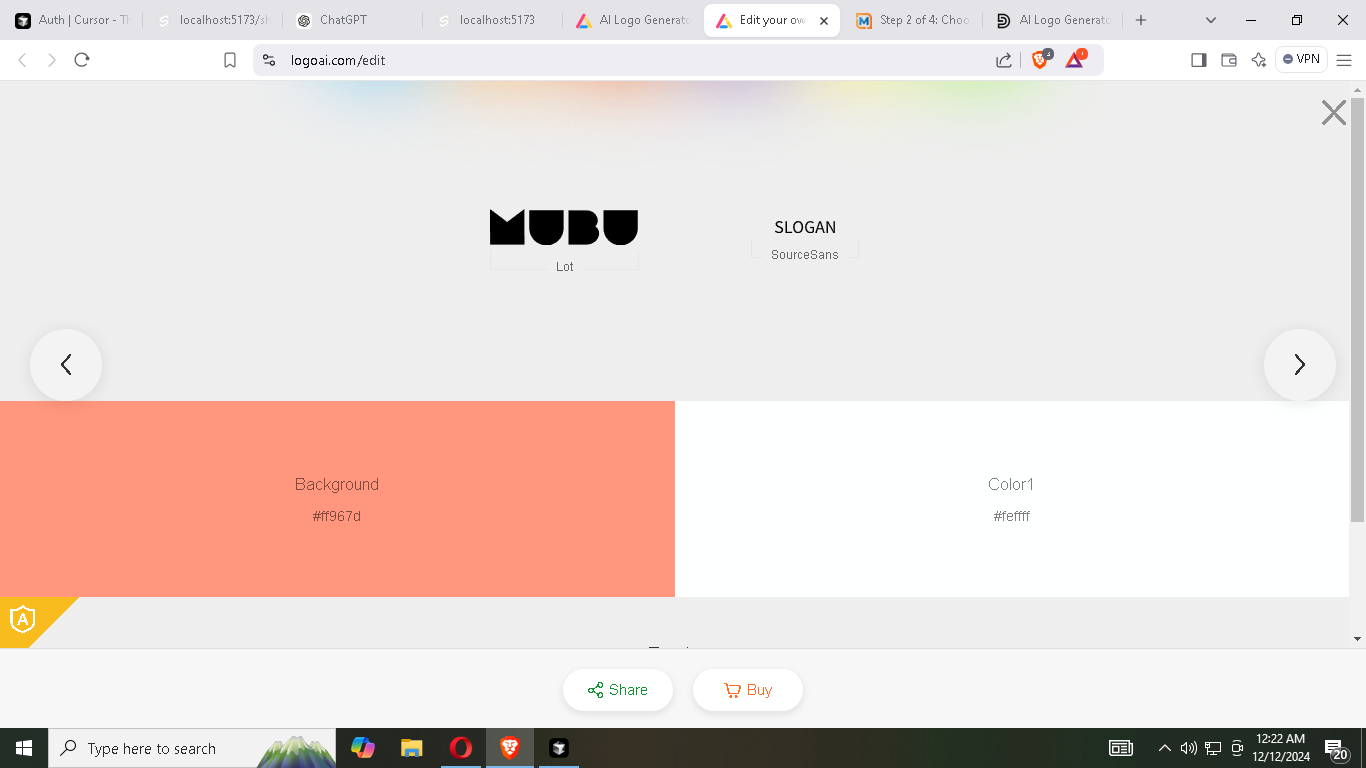 Auth | Cursor - Th
localhost:5173/sh
ChatGPT
localhost:5173
AI Logo Generato
Edit your ow
Step 2 of 4: Choo
AI Logo Generato
logoai.com/edit
3
1
VPN
MUBU
Lot
SLOGAN
SourceSans
Background
#ff967d
Color1
#feffff
A
Share
Buy
Type here to search
12:22 AM
12/12/2024
20